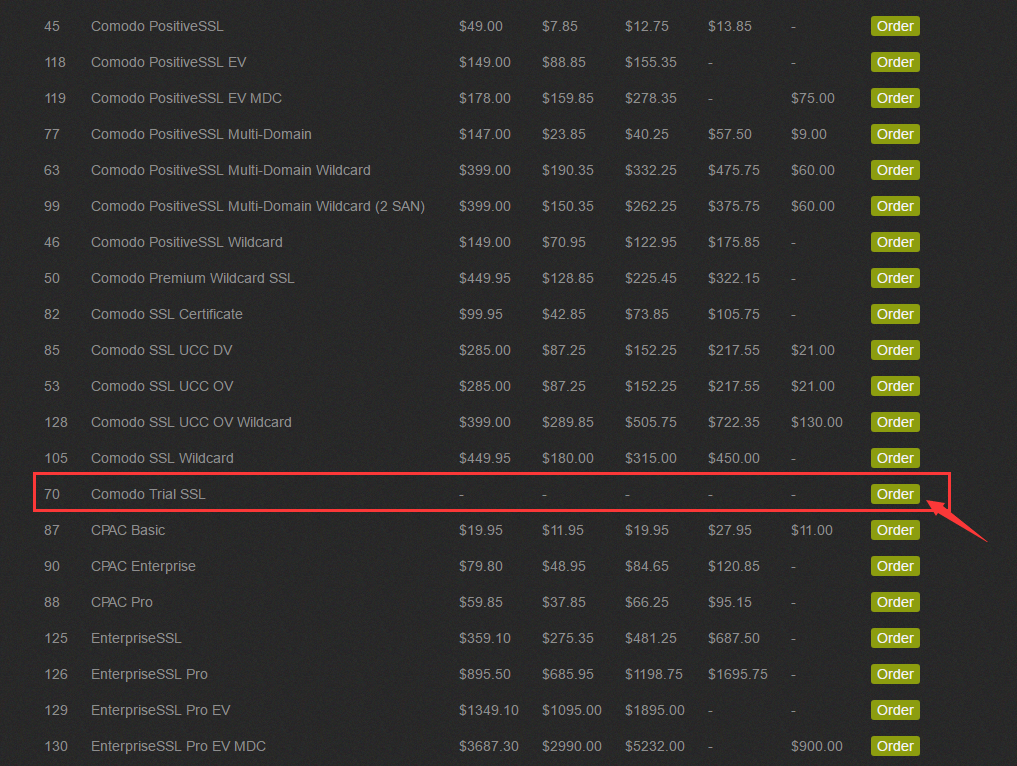 45 Comodo PositiveSSL $49.00 $7.85 $12.75 $13.85 - Order
118 Comodo PositiveSSL EV $149.00 $88.85 $155.35 - - Order
119 Comodo PositiveSSL EV MDC $178.00 $159.85 $278.35 - $75.00 Order
77 Comodo PositiveSSL Multi-Domain $147.00 $23.85 $40.25 $57.50 $9.00 Order
63 Comodo PositiveSSL Multi-Domain Wildcard $399.00 $190.35 $332.25 $475.75 $60.00 Order
99 Comodo PositiveSSL Multi-Domain Wildcard (2 SAN) $399.00 $150.35 $262.25 $375.75 $60.00 Order
46 Comodo PositiveSSL Wildcard $149.00 $70.95 $122.95 $175.85 - Order
50 Comodo Premium Wildcard SSL $449.95 $128.85 $225.45 $322.15 - Order
82 Comodo SSL Certificate $99.95 $42.85 $73.85 $105.75 - Order
85 Comodo SSL UCC DV $285.00 $87.25 $152.25 $217.55 $21.00 Order
53 Comodo SSL UCC OV $285.00 $87.25 $152.25 $217.55 $21.00 Order
128 Comodo SSL UCC OV Wildcard $399.00 $289.85 $505.75 $722.35 $130.00 Order
105 Comodo SSL Wildcard $449.95 $180.00 $315.00 $450.00 - Order
70 Comodo Trial SSL - - - - - Order
87 CPAC Basic $19.95 $11.95 $19.95 $27.95 $11.00 Order
90 CPAC Enterprise $79.80 $48.95 $84.65 $120.85 - Order
88 CPAC Pro $59.85 $37.85 $66.25 $95.15 - Order
125 EnterpriseSSL $359.10 $275.35 $481.25 $687.50 - Order
126 EnterpriseSSL Pro $895.50 $685.95 $1198.75 $1695.75 - Order
129 EnterpriseSSL Pro EV $1349.10 $1095.00 $1895.00 - - Order
130 EnterpriseSSL Pro EV MDC $3687.30 $2990.00 $5232.00 - $900.00 Order